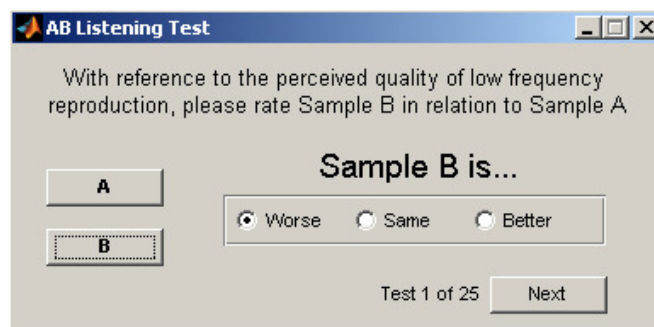 AB Listening Test
With reference to the perceived quality of low frequency
reproduction, please rate Sample B in relation to Sample A
A
B
Sample B is...
Worse Same Better
Test 1 of 25 Next